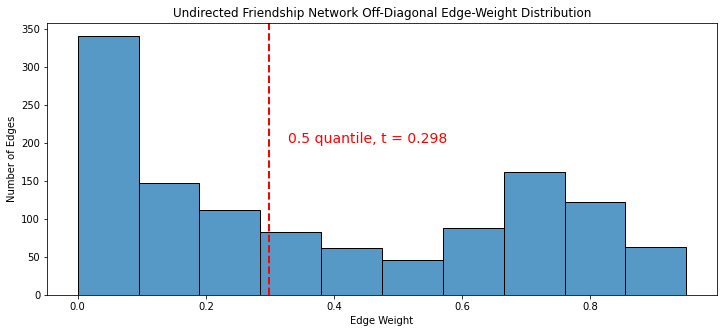 Undirected Friendship Network Off-Diagonal Edge-Weight Distribution
350
300
250
200
150
100
50
0
Number of Edges
0.5 quantile, t = 0.298
0.0 0.2 0.4 0.6 0.8
Edge Weight